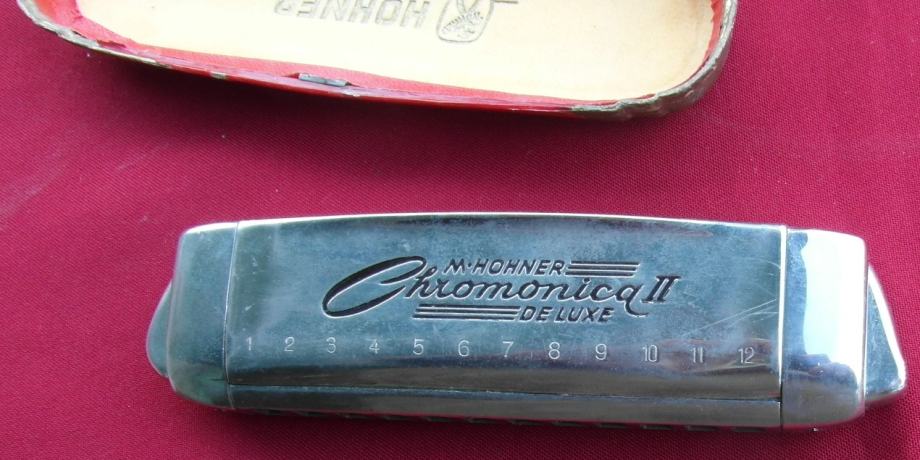 HOHNER
M. HOHNER
Chromonica II
DE LUXE
1 2 3 4 5 6 7 8 9 10 11 12